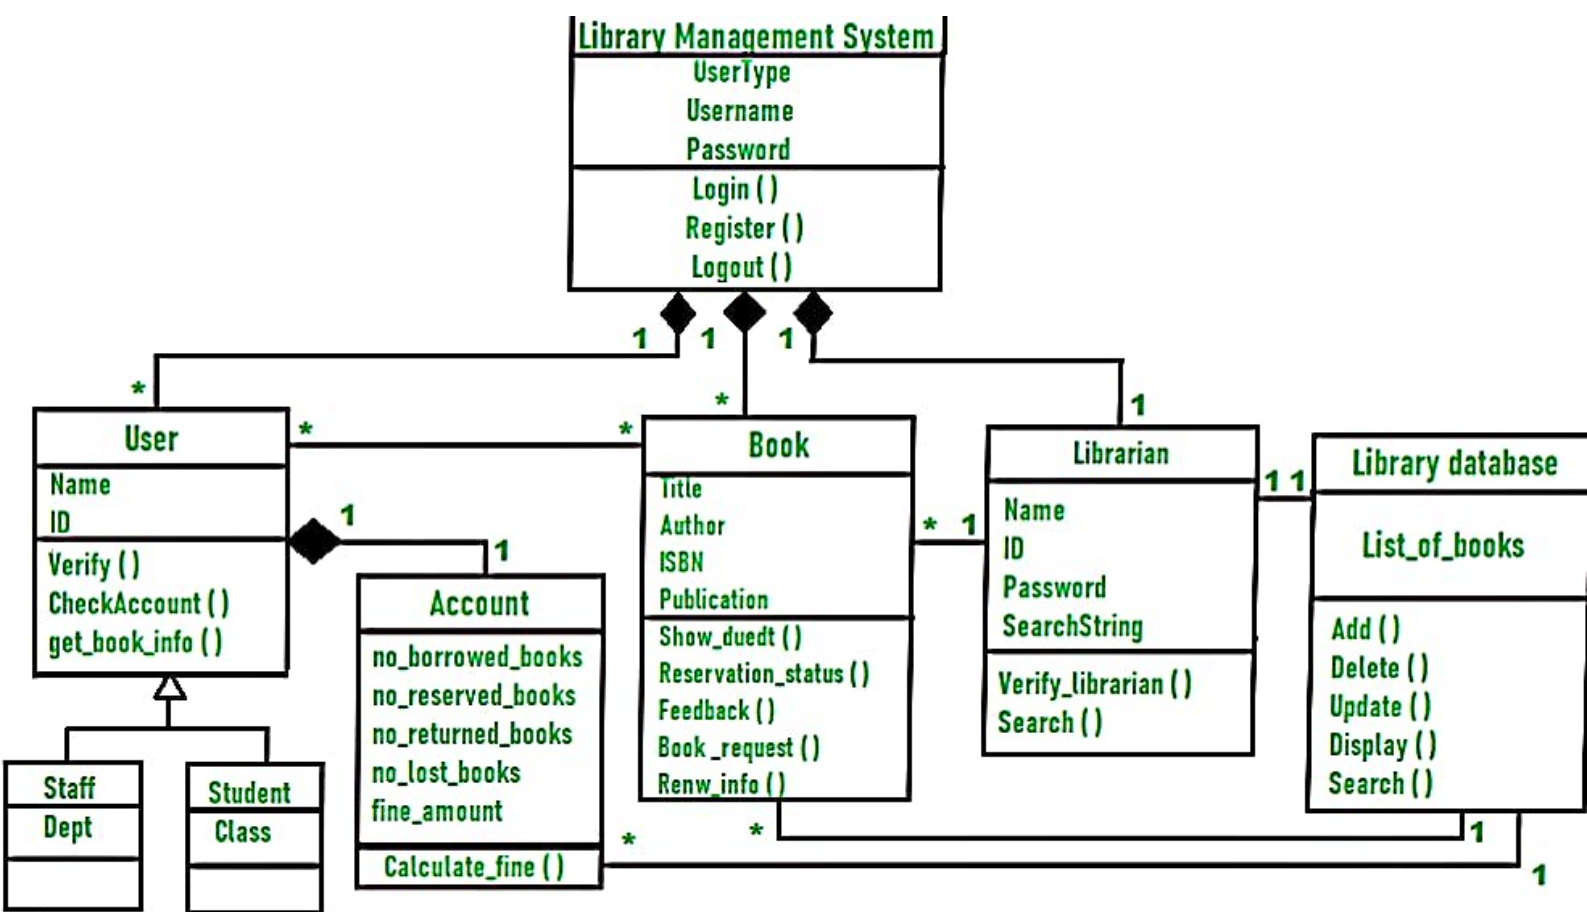 Library Management System
UserType
Username
Password
Login ( )
Register ( )
Logout ( )
1
1
1
*
*
1
User
Name
ID
Verify ( )
CheckAccount ( )
get_book_info ( )
*
*
1
1
Book
Title
Author
ISBN
Publication
Show_duedt ( )
Reservation_status ( )
Feedback ( )
Book_request ( )
Renw_info ( )
* 1
Librarian
Name
ID
Password
SearchString
Verify_librarian ( )
Search ( )
1 1
Library database
List_of_books
Add ( )
Delete ( )
Update ( )
Display ( )
Search ( )
Account
no_borrowed_books
no_reserved_books
no_returned_books
no_lost_books
fine_amount
Calculate_fine ( )
Staff
Dept
Student
Class
*
1
*
1